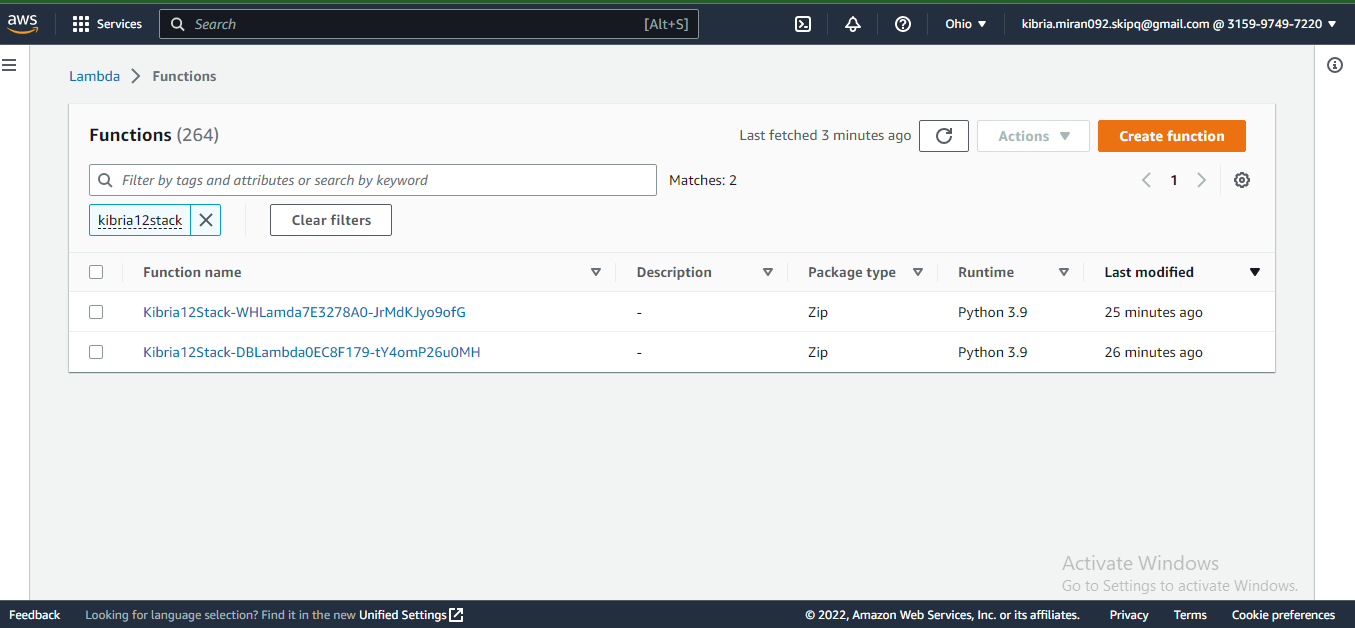 aws Services Search [Alt+S] Ohio kibria.miran092.skipq@gmail.com @ 3159-9749-7220
Lambda Functions
Functions (264) Last fetched 3 minutes ago Actions Create function
Filter by tags and attributes or search by keyword Matches: 2 1
kibria12stack Clear filters
Function name Description Package type Runtime Last modified
Kibria12Stack-WHLamda7E3278A0-JrMdKJyo9ofG - Zip Python 3.9 25 minutes ago
Kibria12Stack-DBLambda0EC8F179-tY4omP26u0MH - Zip Python 3.9 26 minutes ago
Activate Windows
Go to Settings to activate Windows.
Feedback Looking for language selection? Find it in the new Unified Settings © 2022, Amazon Web Services, Inc. or its affiliates. Privacy Terms Cookie preferences